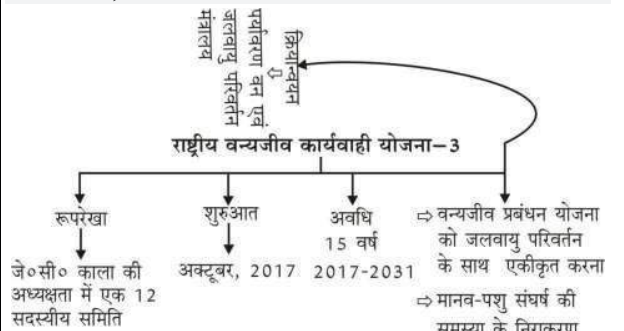 क्रियान्वयन
⇩
पर्यावरण वन एवं
जलवायु परिवर्तन
मंत्रालय
राष्ट्रीय वन्यजीव कार्यवाही योजना–3
रूपरेखा
जे०सी० काला की
अध्यक्षता में एक 12
सदस्यीय समिति
शुरुआत
अक्टूबर, 2017
अवधि
15 वर्ष
2017-2031
⇨ वन्यजीव प्रबंधन योजना
को जलवायु परिवर्तन
के साथ एकीकृत करना
⇨ मानव-पशु संघर्ष की
समस्या के निराकरण